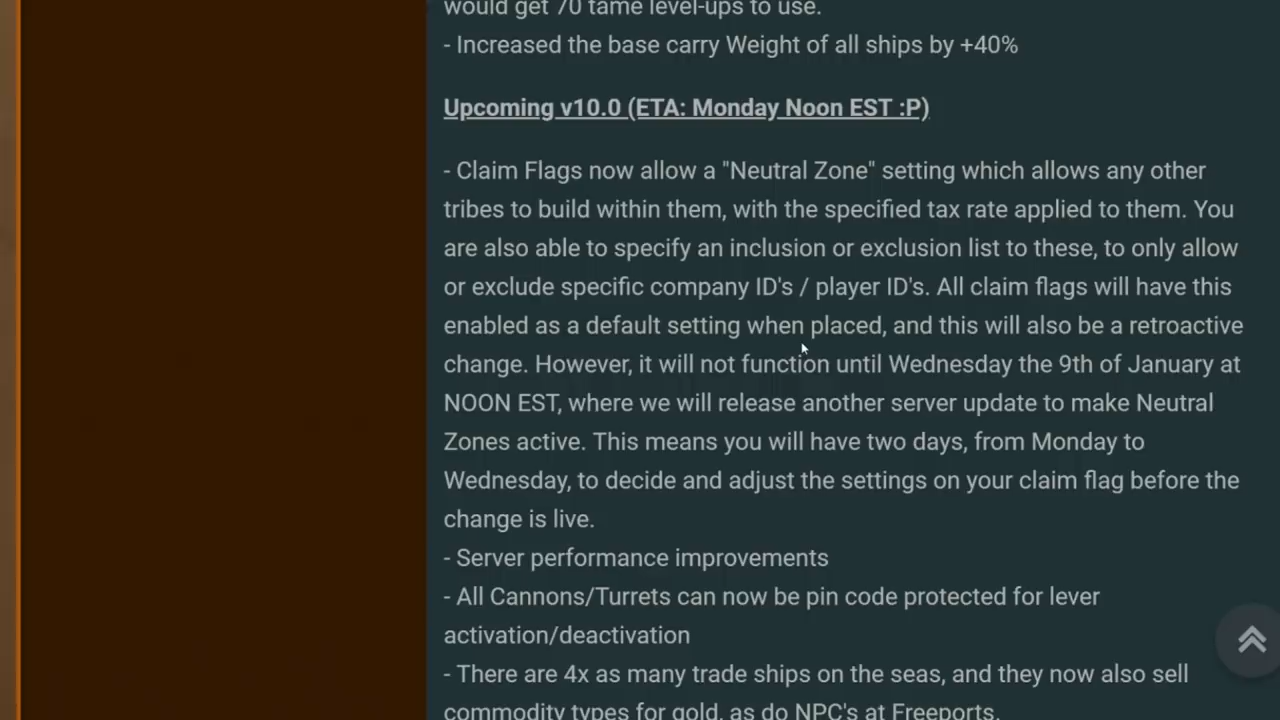 would get 70 tame level-ups to use.
- Increased the base carry Weight of all ships by +40%
Upcoming v10.0 (ETA: Monday Noon EST :P)
- Claim Flags now allow a "Neutral Zone" setting which allows any other
tribes to build within them, with the specified tax rate applied to them. You
are also able to specify an inclusion or exclusion list to these, to only allow
or exclude specific company ID's / player ID's. All claim flags will have this
enabled as a default setting when placed, and this will also be a retroactive
change. However, it will not function until Wednesday the 9th of January at
NOON EST, where we will release another server update to make Neutral
Zones active. This means you will have two days, from Monday to
Wednesday, to decide and adjust the settings on your claim flag before the
change is live.
- Server performance improvements
- All Cannons/Turrets can now be pin code protected for lever
activation/deactivation
- There are 4x as many trade ships on the seas, and they now also sell
commodity types for gold, as do NPC's at Freeports.